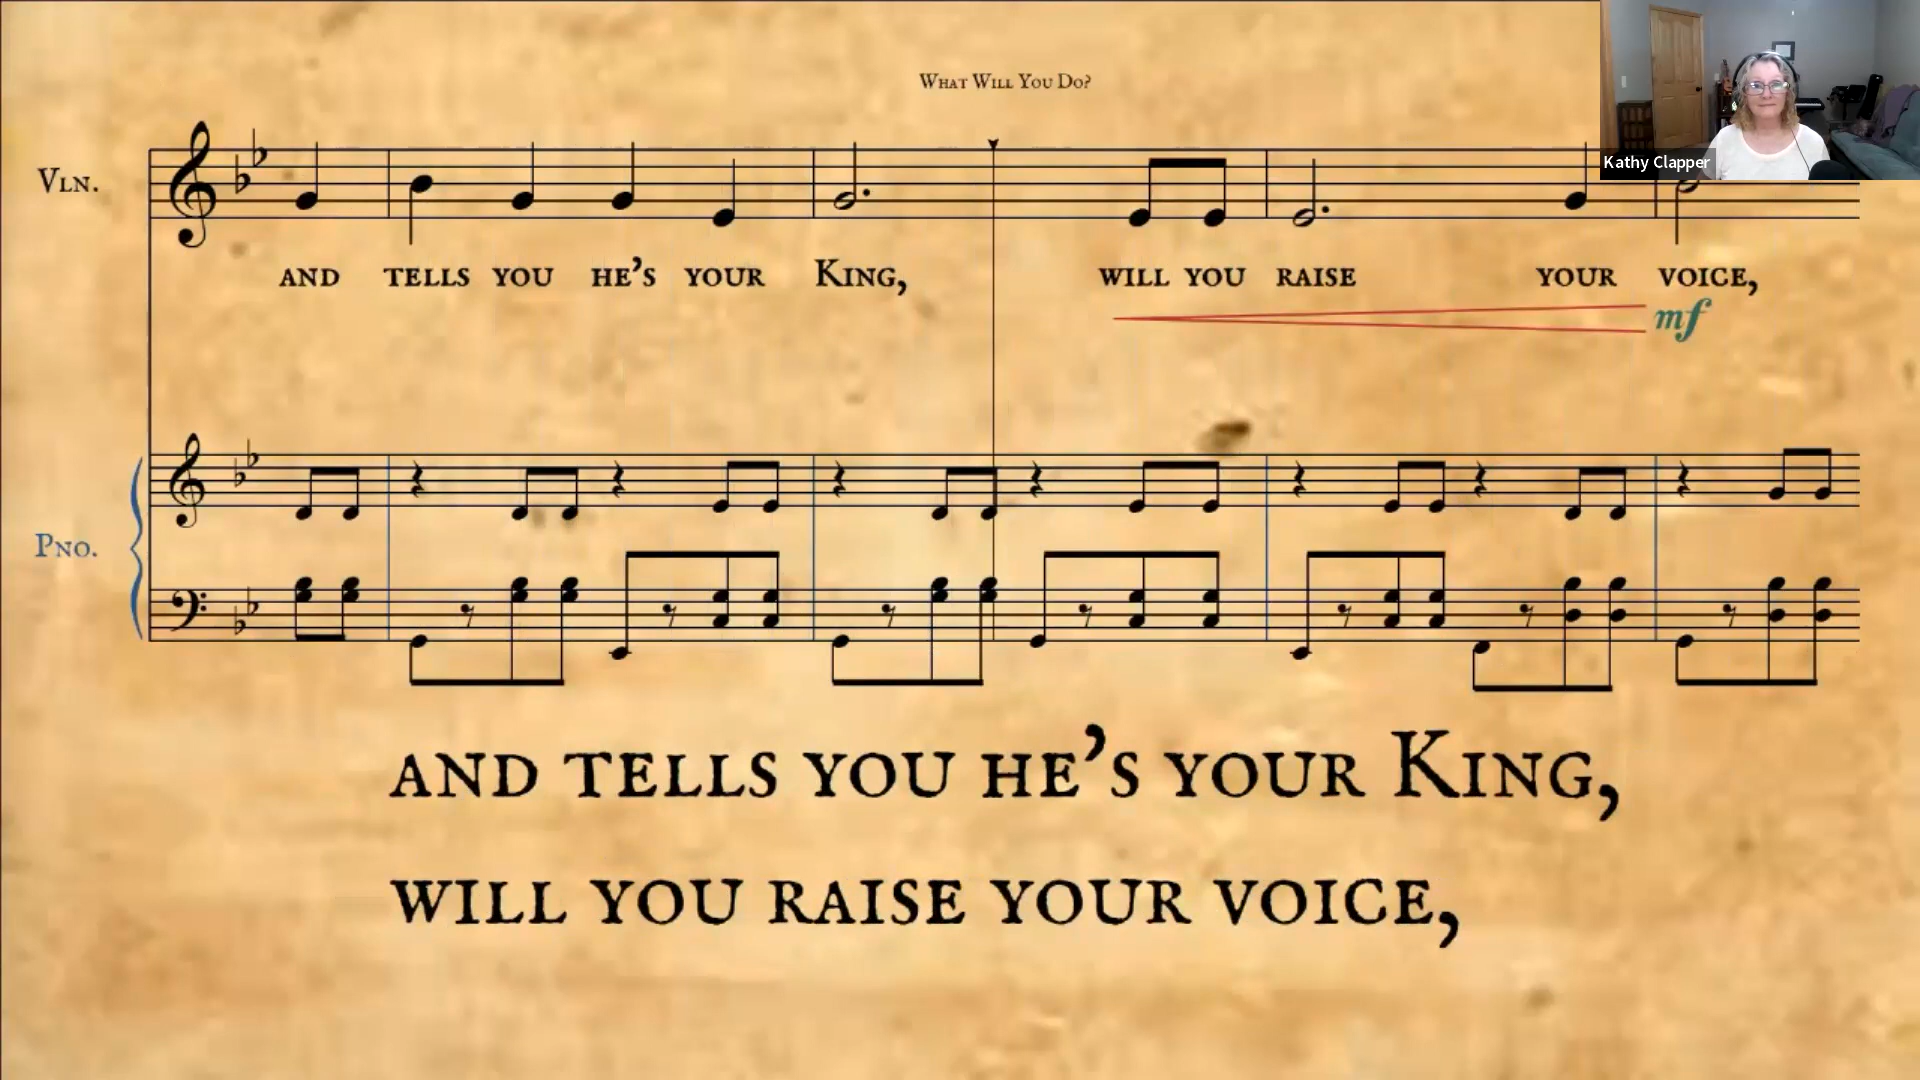 What Will You Do?
Kathy Clapper
Vln.
and tells you he's your King, will you raise your voice,
mf
Pno.
and tells you he's your King,
will you raise your voice,